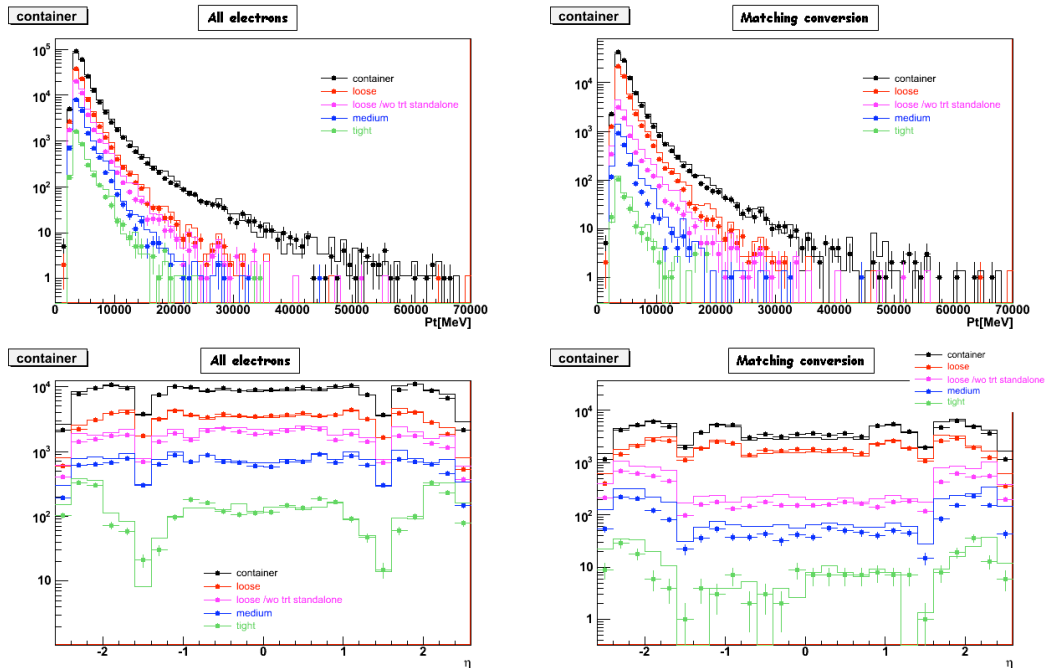 container
All electrons
10^5
10^4
10^3
10^2
10
1
container
loose
loose /wo trt standalone
medium
tight
0 10000 20000 30000 40000 50000 60000 70000
Pt[MeV]
container
Matching conversion
10^4
10^3
10^2
10
1
container
loose
loose /wo trt standalone
medium
tight
0 10000 20000 30000 40000 50000 60000 70000
Pt[MeV]
container
All electrons
10^4
10^3
10^2
10
container
loose
loose /wo trt standalone
medium
tight
-2 -1 0 1 2
η
container
Matching conversion
container
loose
loose /wo trt standalone
medium
tight
10^4
10^3
10^2
10
1
-2 -1 0 1 2
η